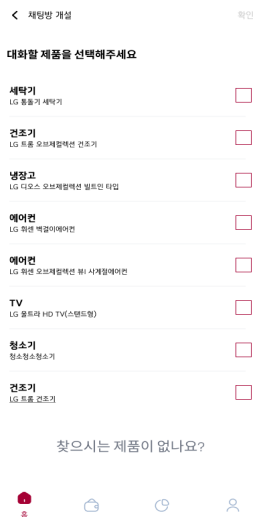 채팅방 개설
확인
대화할 제품을 선택해주세요
세탁기
LG 통돌이 세탁기
건조기
LG 트롬 오브제컬렉션 건조기
냉장고
LG 디오스 오브제컬렉션 빌트인 타입
에어컨
LG 휘센 벽걸이에어컨
에어컨
LG 휘센 오브제컬렉션 뷰I 사계절에어컨
TV
LG 울트라 HD TV(스탠드형)
청소기
청소청소청소기
건조기
LG 트롬 건조기
찾으시는 제품이 없나요?
홈